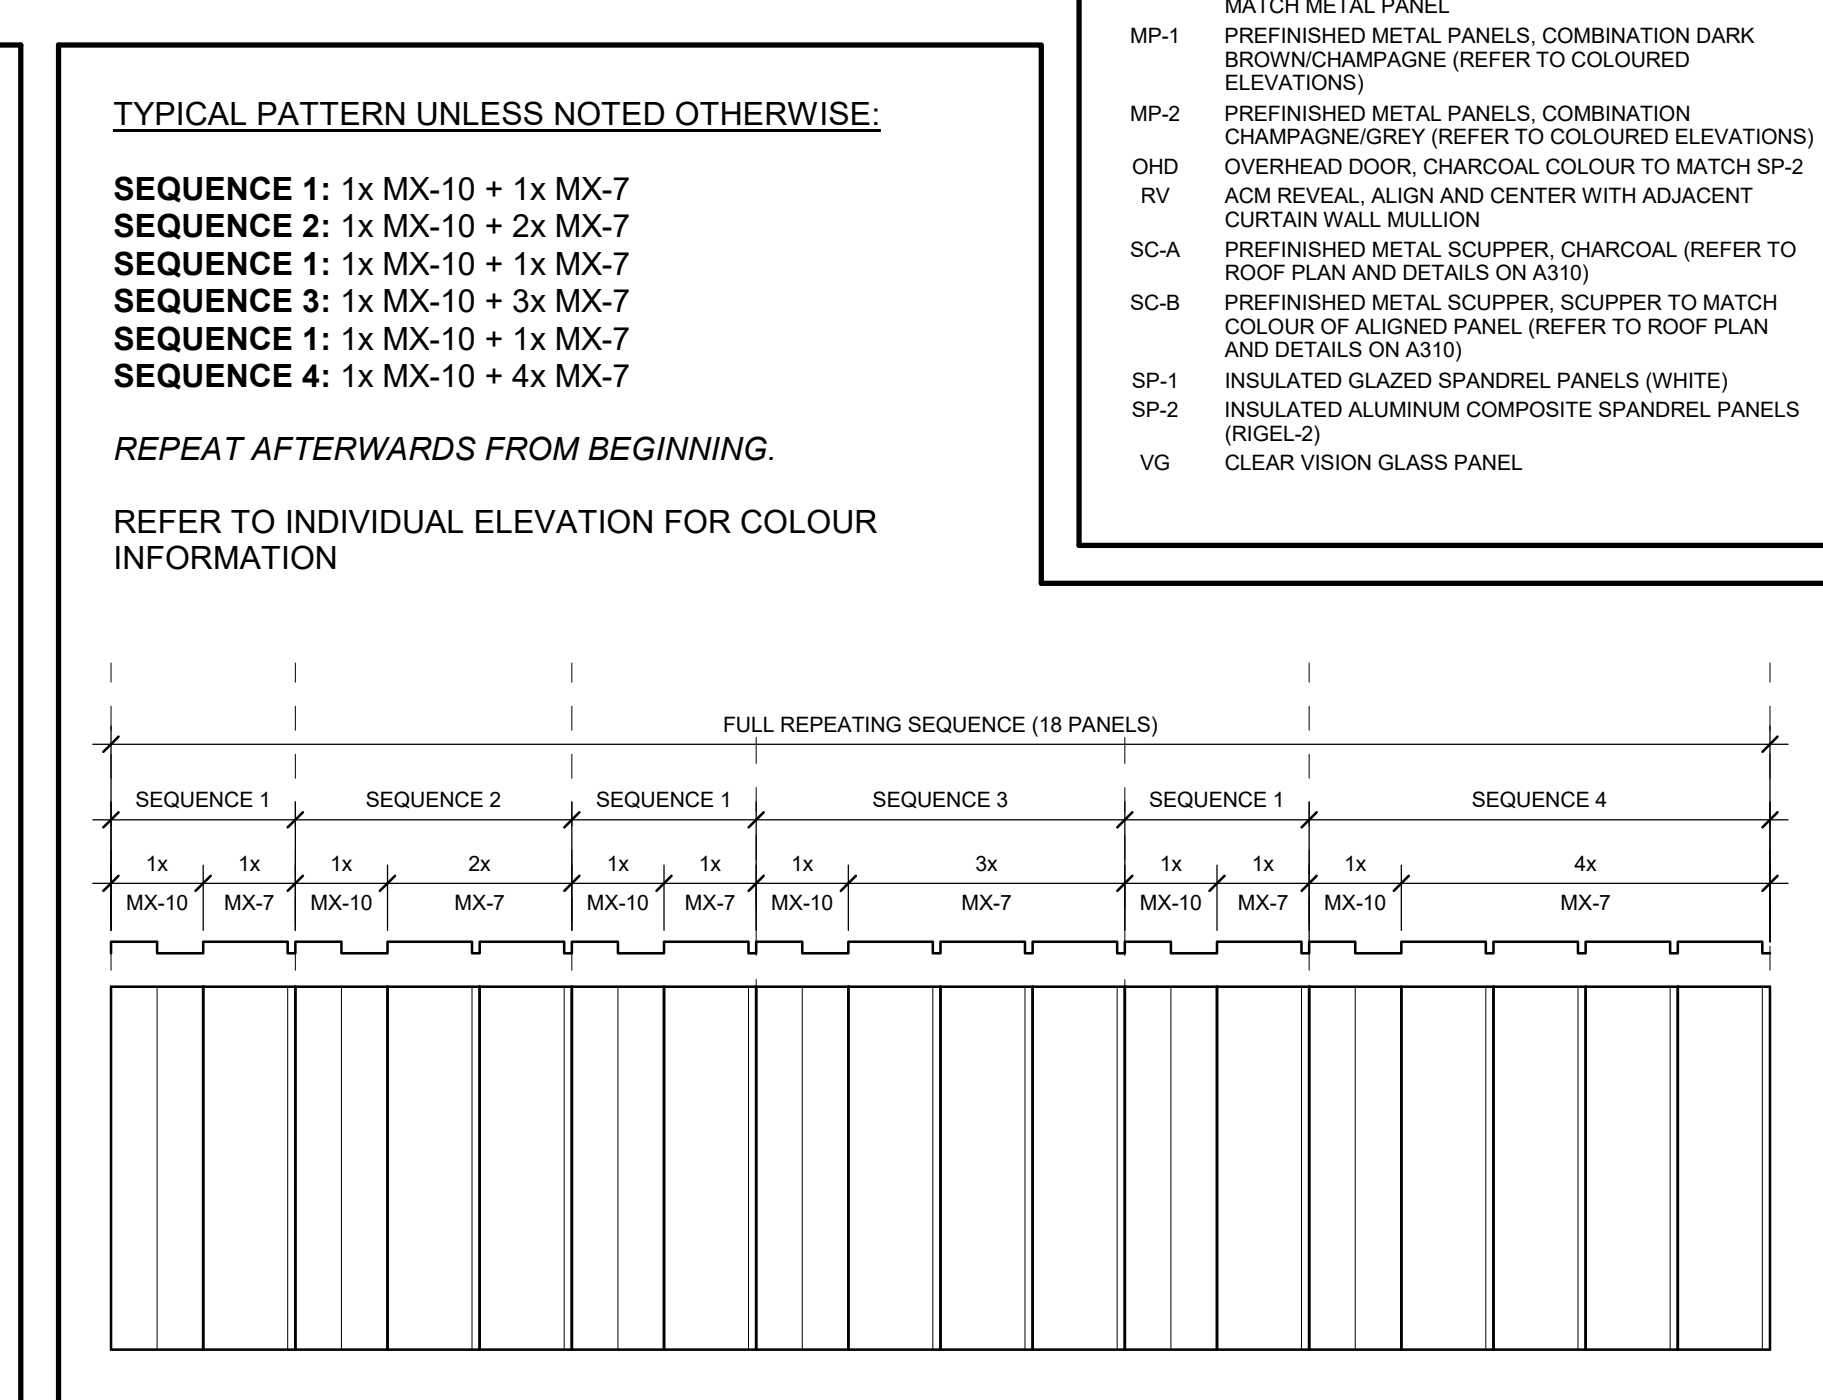 MATCH METAL PANEL
MP-1 PREFINISHED METAL PANELS, COMBINATION DARK
BROWN/CHAMPAGNE (REFER TO COLOURED
ELEVATIONS)
MP-2 PREFINISHED METAL PANELS, COMBINATION
CHAMPAGNE/GREY (REFER TO COLOURED ELEVATIONS)
OHD OVERHEAD DOOR, CHARCOAL COLOUR TO MATCH SP-2
RV ACM REVEAL, ALIGN AND CENTER WITH ADJACENT
CURTAIN WALL MULLION
SC-A PREFINISHED METAL SCUPPER, CHARCOAL (REFER TO
ROOF PLAN AND DETAILS ON A310)
SC-B PREFINISHED METAL SCUPPER, SCUPPER TO MATCH
COLOUR OF ALIGNED PANEL (REFER TO ROOF PLAN
AND DETAILS ON A310)
SP-1 INSULATED GLAZED SPANDREL PANELS (WHITE)
SP-2 INSULATED ALUMINUM COMPOSITE SPANDREL PANELS
(RIGEL-2)
VG CLEAR VISION GLASS PANEL
TYPICAL PATTERN UNLESS NOTED OTHERWISE:
SEQUENCE 1: 1x MX-10 + 1x MX-7
SEQUENCE 2: 1x MX-10 + 2x MX-7
SEQUENCE 1: 1x MX-10 + 1x MX-7
SEQUENCE 3: 1x MX-10 + 3x MX-7
SEQUENCE 1: 1x MX-10 + 1x MX-7
SEQUENCE 4: 1x MX-10 + 4x MX-7
REPEAT AFTERWARDS FROM BEGINNING.
REFER TO INDIVIDUAL ELEVATION FOR COLOUR
INFORMATION
FULL REPEATING SEQUENCE (18 PANELS)
SEQUENCE 1 SEQUENCE 2 SEQUENCE 1 SEQUENCE 3 SEQUENCE 1 SEQUENCE 4
1x 1x 1x 2x 1x 1x 1x 3x 1x 1x 1x 4x
MX-10 MX-7 MX-10 MX-7 MX-10 MX-7 MX-10 MX-7 MX-10 MX-7 MX-10 MX-7